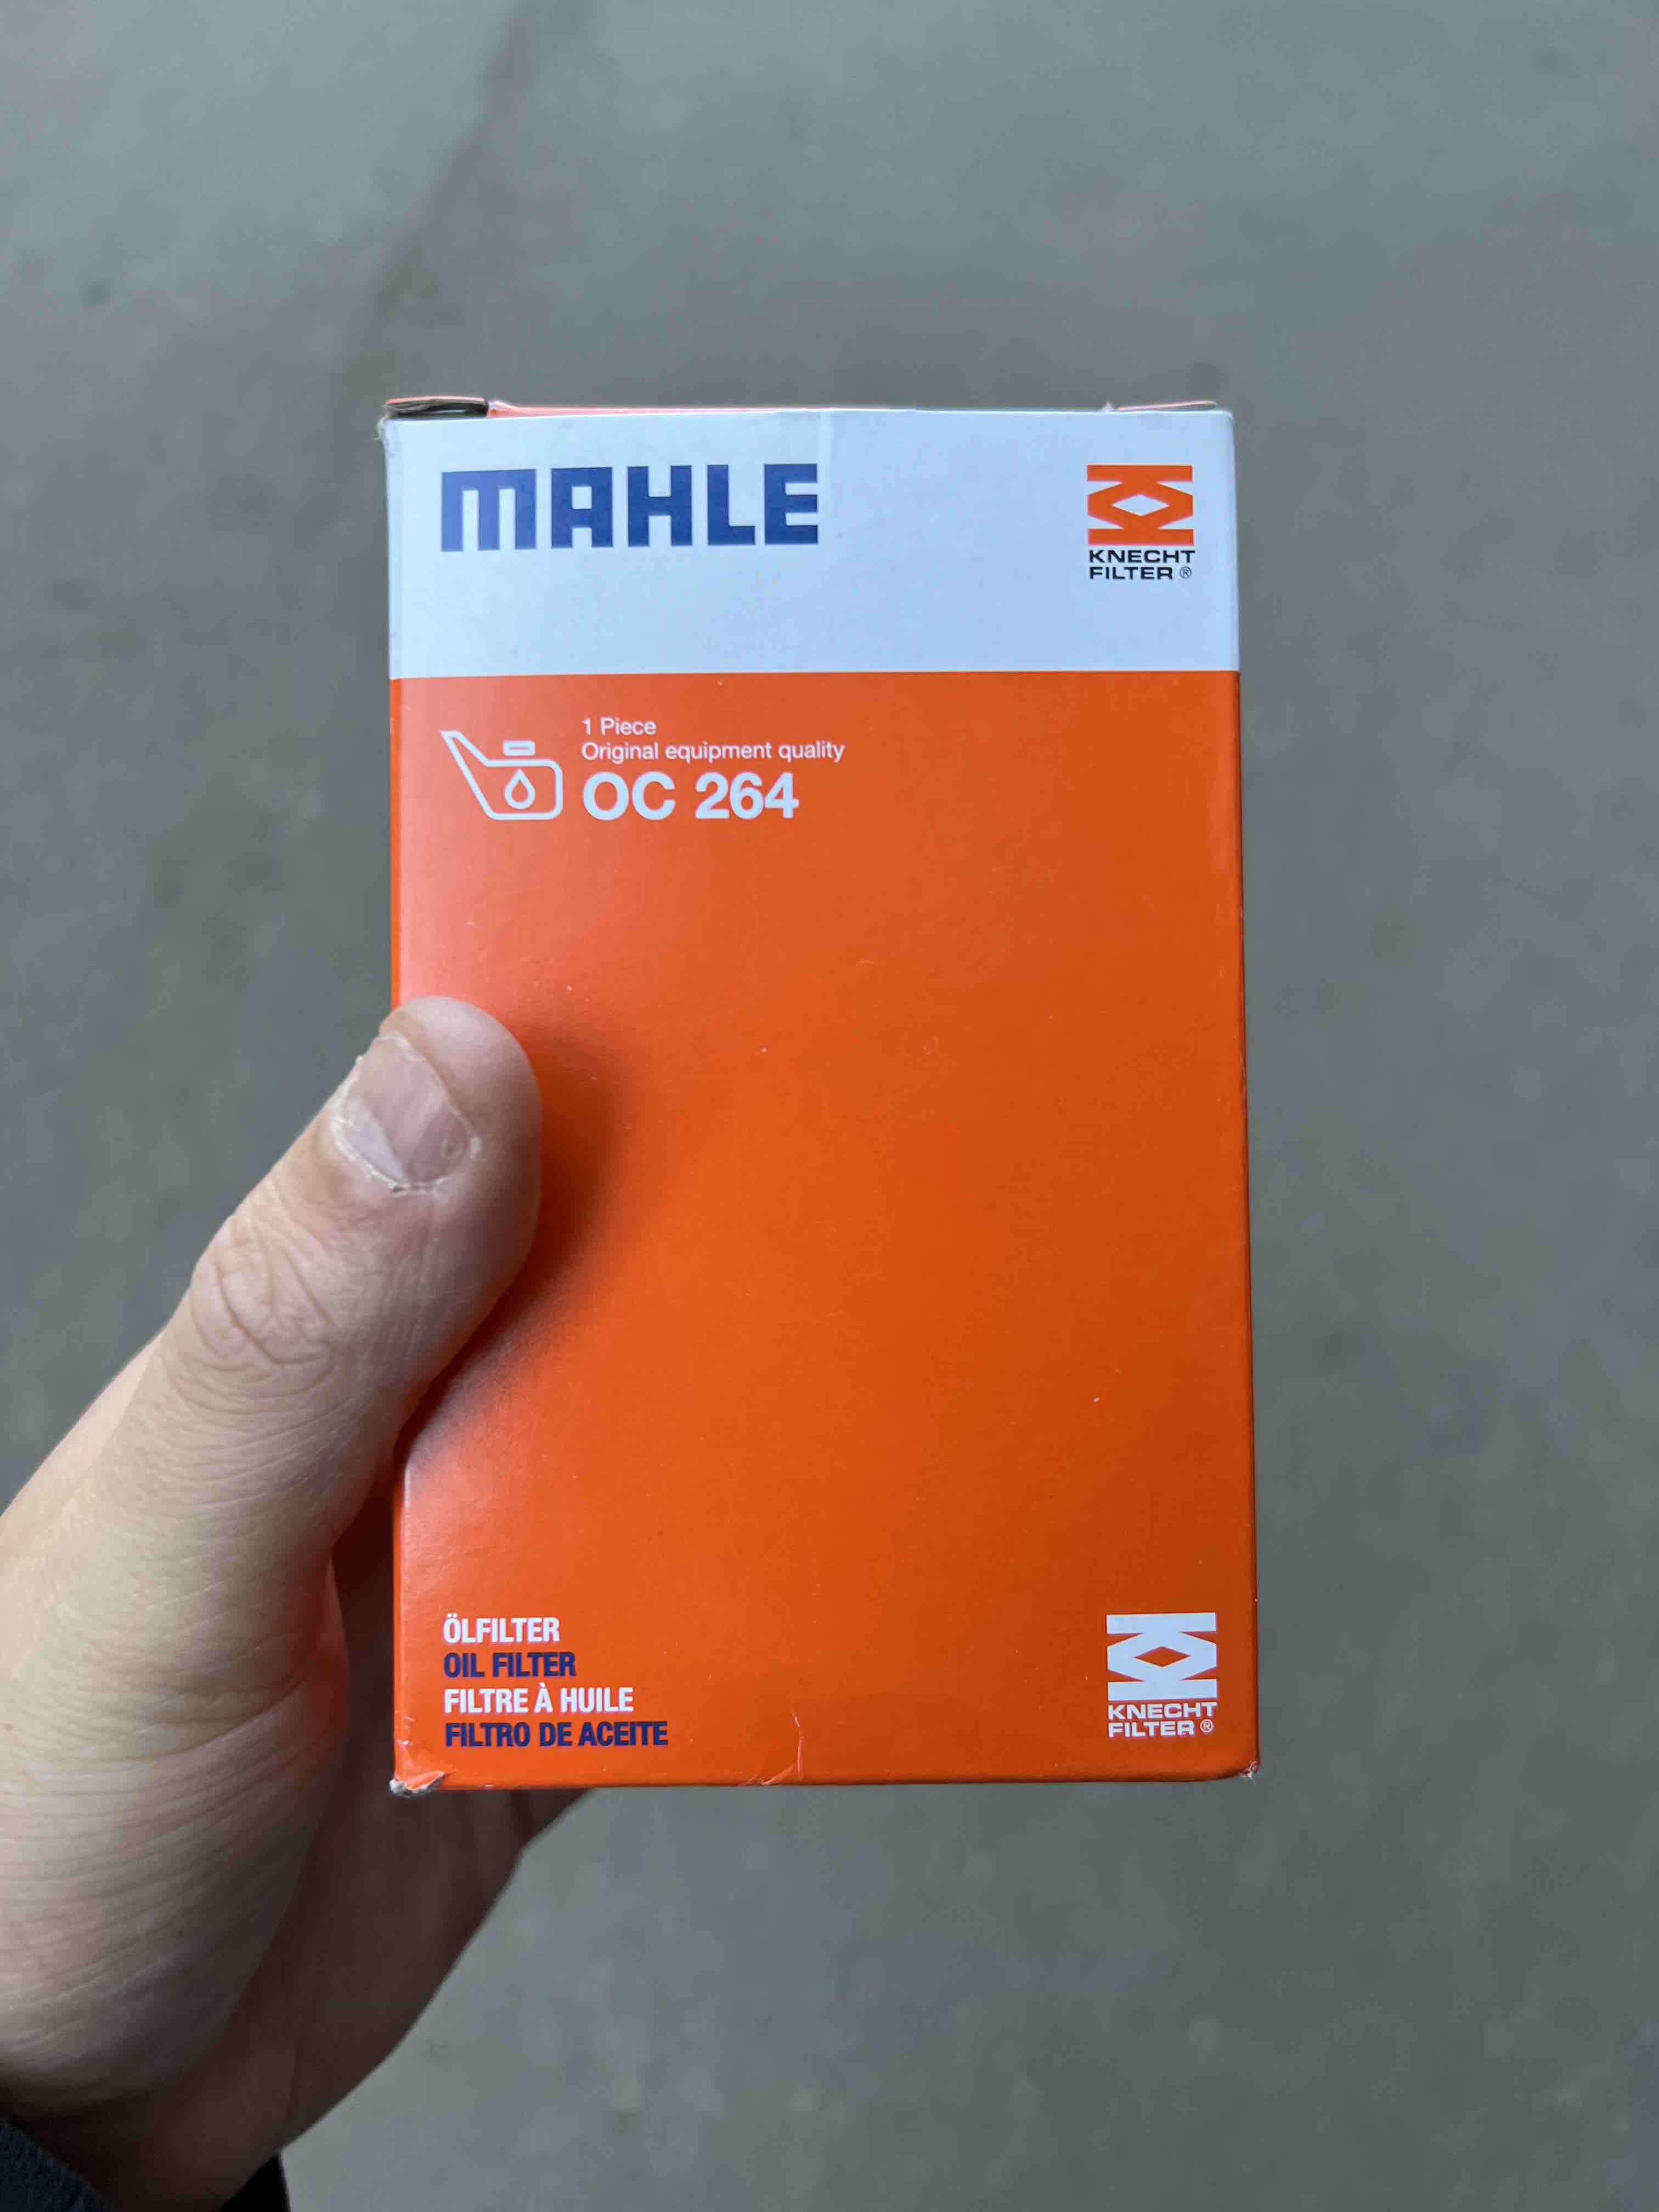 MAHLE
KNECHT
FILTER ®
1 Piece
Original equipment quality
OC 264
ÖLFILTER
OIL FILTER
FILTRE À HUILE
FILTRO DE ACEITE
KNECHT
FILTER ®